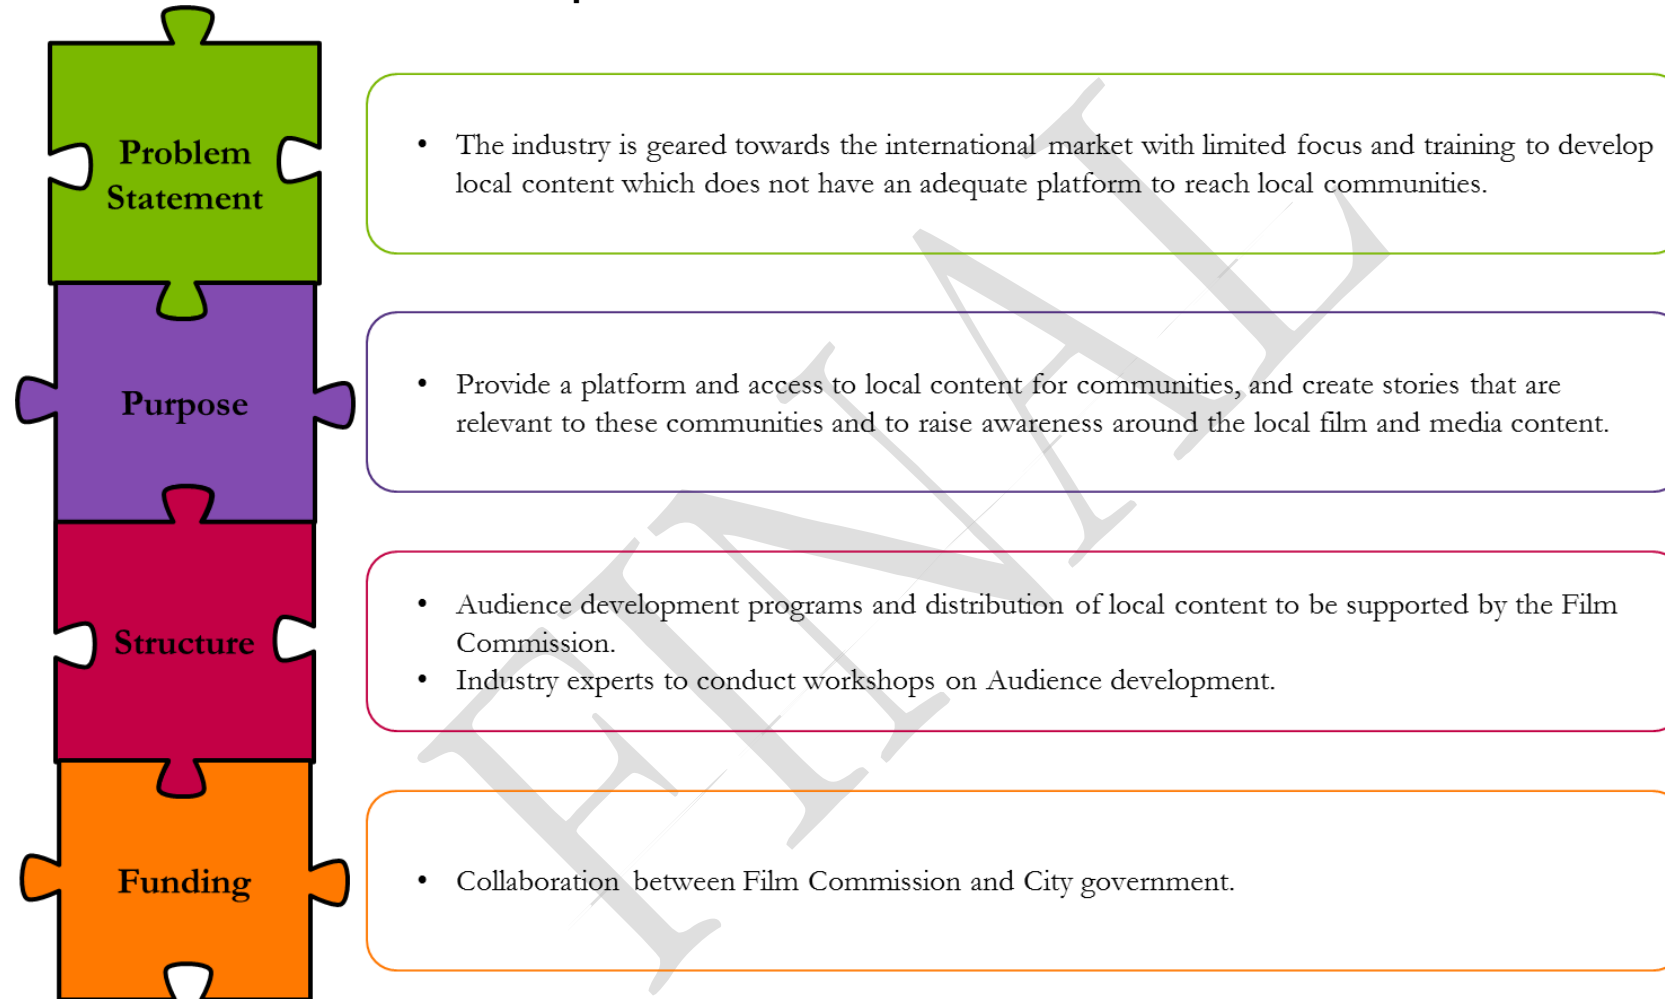 Problem
Statement
• The industry is geared towards the international market with limited focus and training to develop
local content which does not have an adequate platform to reach local communities.
Purpose
• Provide a platform and access to local content for communities, and create stories that are
relevant to these communities and to raise awareness around the local film and media content.
Structure
• Audience development programs and distribution of local content to be supported by the Film
Commission.
• Industry experts to conduct workshops on Audience development.
Funding
• Collaboration between Film Commission and City government.
FINAL